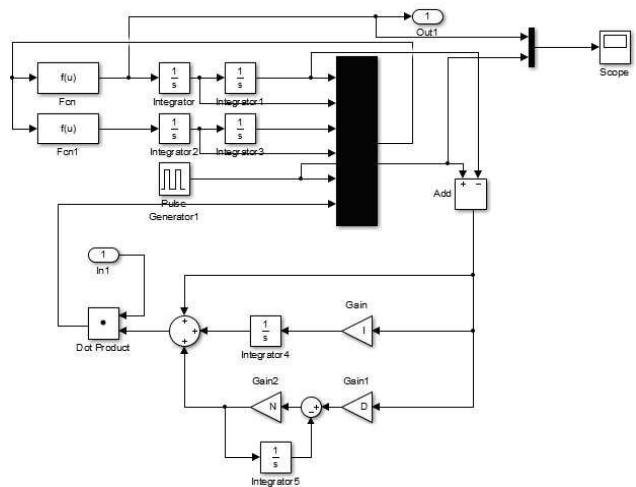 1
Out1
Scope
f(u)
Fcn
1
s
Integrator
1
s
Integrator1
f(u)
Fcn1
1
s
Integrator2
1
s
Integrator3
Pulse
Generator1
+
−
Add
1
In1
Dot Product
+
+
+
1
s
Integrator4
Gain
I
Gain2
N
−
+
Gain1
D
1
s
Integrator5